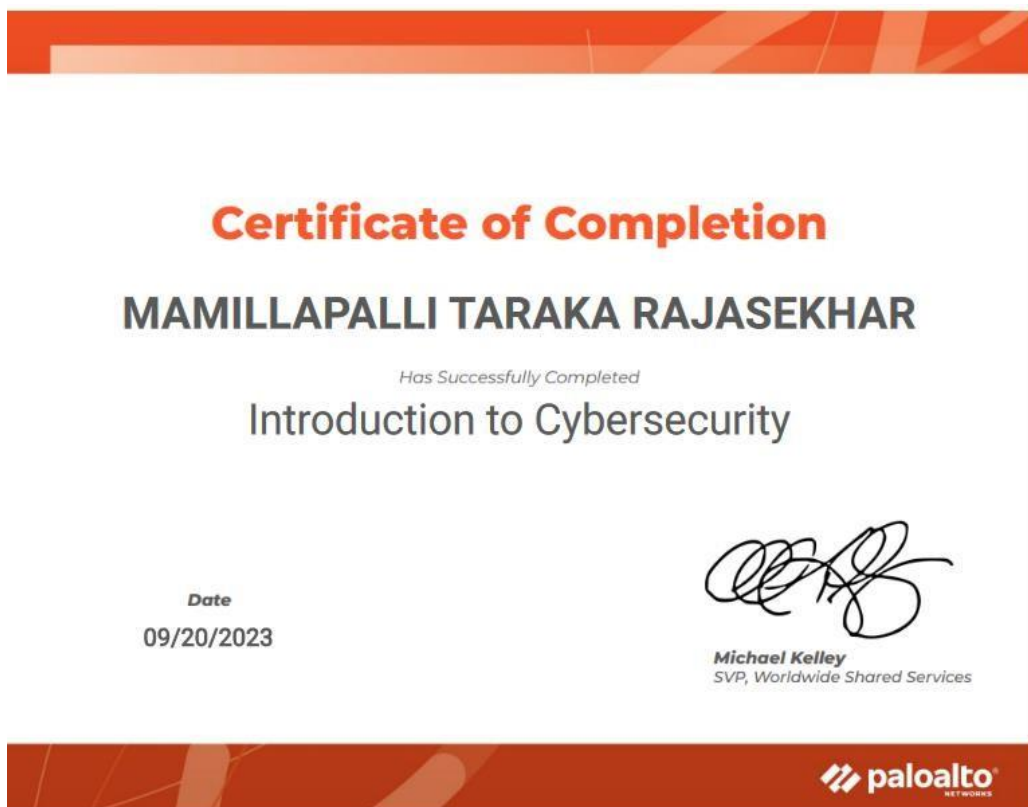 Certificate of Completion
MAMILLAPALLI TARAKA RAJASEKHAR
Has Successfully Completed
Introduction to Cybersecurity
Date
09/20/2023
Michael Kelley
SVP, Worldwide Shared Services
paloalto®
NETWORKS